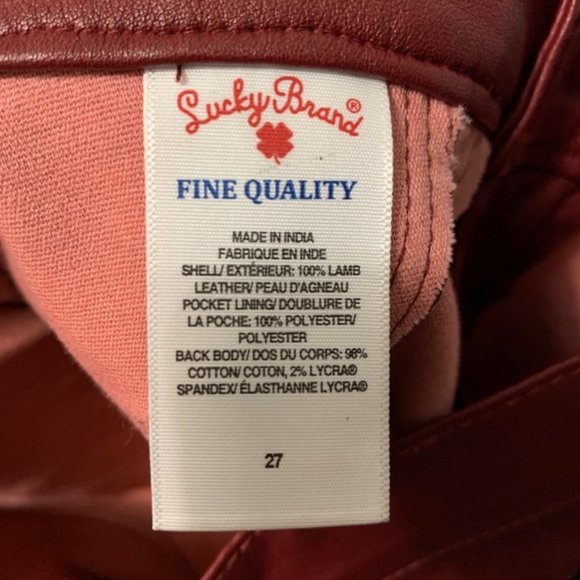 Lucky Brand®
FINE QUALITY
MADE IN INDIA
FABRIQUE EN INDE
SHELL/ EXTÉRIEUR: 100% LAMB
LEATHER/ PEAU D'AGNEAU
POCKET LINING/ DOUBLURE DE
LA POCHE: 100% POLYESTER/
POLYESTER
BACK BODY/ DOS DU CORPS: 98%
COTTON/ COTON, 2% LYCRA®
SPANDEX/ ÉLASTHANNE LYCRA®
27